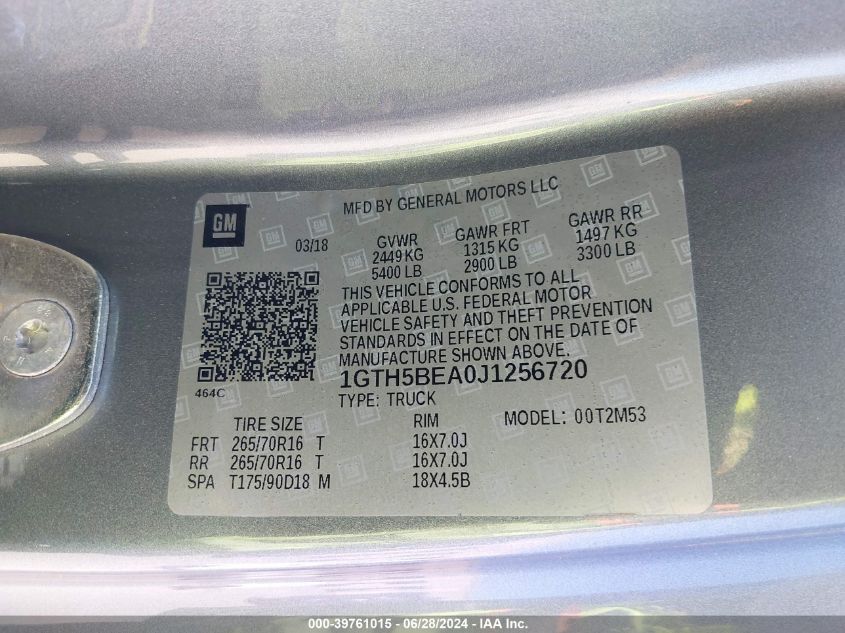 MFD BY GENERAL MOTORS LLC
GM
03/18 GVWR GAWR FRT GAWR RR
2449 KG 1315 KG 1497 KG
5400 LB 2900 LB 3300 LB
THIS VEHICLE CONFORMS TO ALL
APPLICABLE U.S. FEDERAL MOTOR
VEHICLE SAFETY AND THEFT PREVENTION
STANDARDS IN EFFECT ON THE DATE OF
MANUFACTURE SHOWN ABOVE.
464C
1GTH5BEA0J1256720
TYPE: TRUCK MODEL: 00T2M53
TIRE SIZE RIM
FRT 265/70R16 T 16X7.0J
RR 265/70R16 T 16X7.0J
SPA T175/90D18 M 18X4.5B
000-39761015 - 06/28/2024 - IAAI.COM